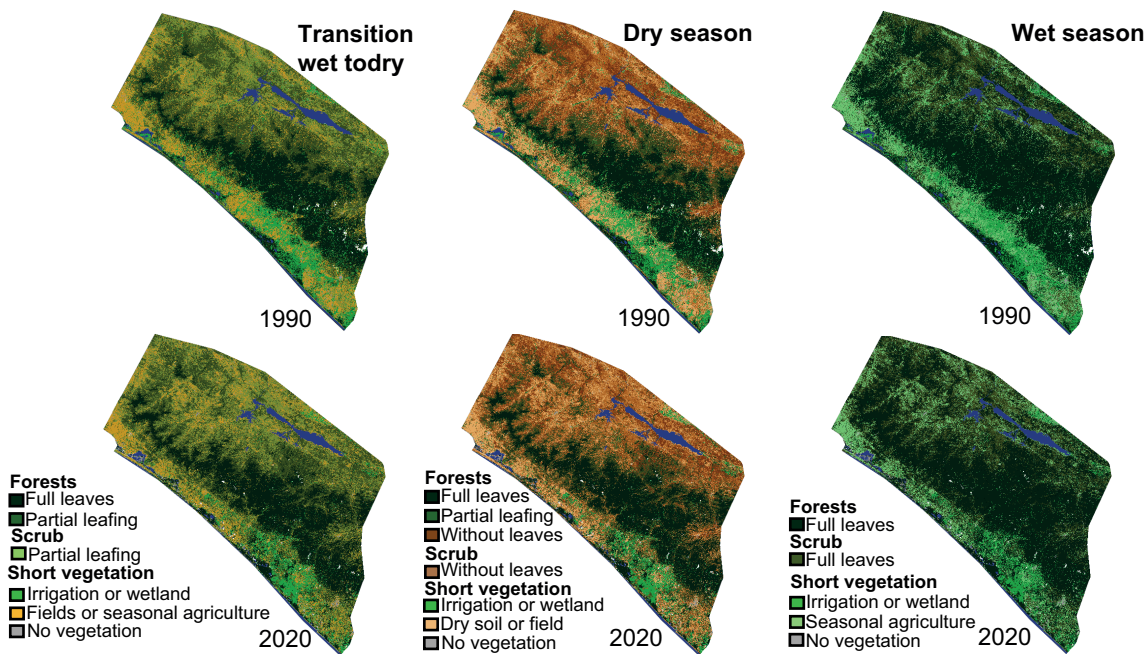 Transition
wet todry
Dry season
Wet season
1990
1990
1990
Forests
Full leaves
Partial leafing
Scrub
Partial leafing
Short vegetation
Irrigation or wetland
Fields or seasonal agriculture
No vegetation
2020
Forests
Full leaves
Partial leafing
Without leaves
Scrub
Without leaves
Short vegetation
Irrigation or wetland
Dry soil or field
No vegetation
2020
Forests
Full leaves
Scrub
Full leaves
Short vegetation
Irrigation or wetland
Seasonal agriculture
No vegetation
2020